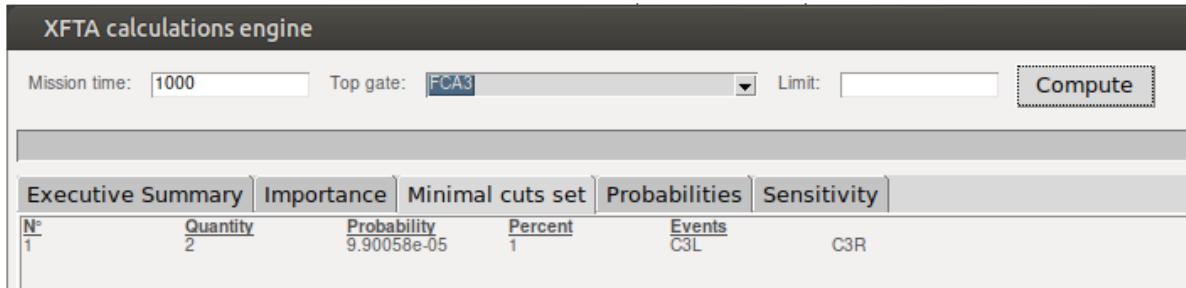 XFTA calculations engine
Mission time: 1000 Top gate: FCA3 Limit: Compute
Executive Summary Importance Minimal cuts set Probabilities Sensitivity
N° Quantity Probability Percent Events
1 2 9.90058e-05 1 C3L C3R